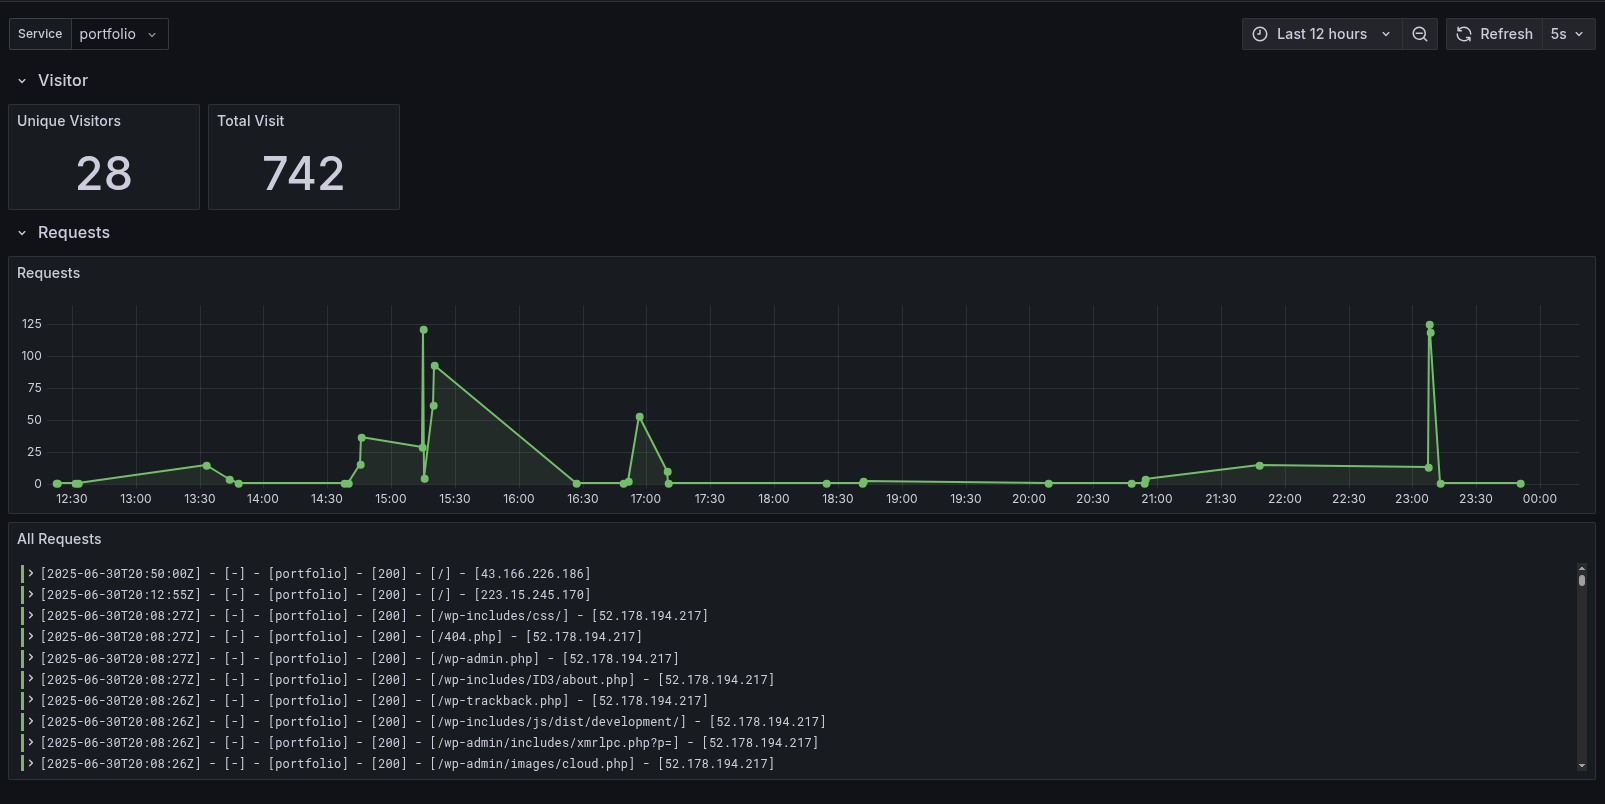 Service portfolio Last 12 hours Refresh 5s
Visitor
Unique Visitors Total Visit
28 742
Requests
Requests
125
100
75
50
25
0
12:30 13:00 13:30 14:00 14:30 15:00 15:30 16:00 16:30 17:00 17:30 18:00 18:30 19:00 19:30 20:00 20:30 21:00 21:30 22:00 22:30 23:00 23:30 00:00
All Requests
[2025-06-30T20:50:00Z] - [-] - [portfolio] - [200] - [/] - [43.166.226.186]
[2025-06-30T20:12:55Z] - [-] - [portfolio] - [200] - [/] - [223.15.245.170]
[2025-06-30T20:08:27Z] - [-] - [portfolio] - [200] - [/wp-includes/css/] - [52.178.194.217]
[2025-06-30T20:08:27Z] - [-] - [portfolio] - [200] - [/404.php] - [52.178.194.217]
[2025-06-30T20:08:27Z] - [-] - [portfolio] - [200] - [/wp-admin.php] - [52.178.194.217]
[2025-06-30T20:08:27Z] - [-] - [portfolio] - [200] - [/wp-includes/ID3/about.php] - [52.178.194.217]
[2025-06-30T20:08:26Z] - [-] - [portfolio] - [200] - [/wp-trackback.php] - [52.178.194.217]
[2025-06-30T20:08:26Z] - [-] - [portfolio] - [200] - [/wp-includes/js/dist/development/] - [52.178.194.217]
[2025-06-30T20:08:26Z] - [-] - [portfolio] - [200] - [/wp-admin/includes/xmrlpc.php?p=] - [52.178.194.217]
[2025-06-30T20:08:26Z] - [-] - [portfolio] - [200] - [/wp-admin/images/cloud.php] - [52.178.194.217]